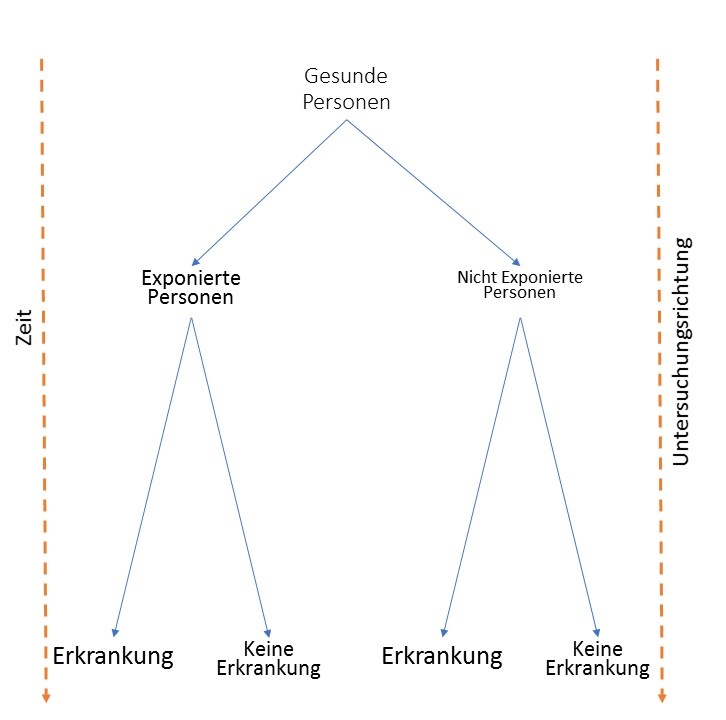 Gesunde
Personen
Exponierte
Personen
Nicht Exponierte
Personen
Zeit
Untersuchungsrichtung
Erkrankung
Keine
Erkrankung
Erkrankung
Keine
Erkrankung